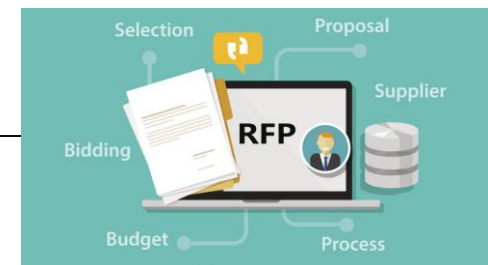 Selection
Proposal
Supplier
RFP
Bidding
Budget
Process